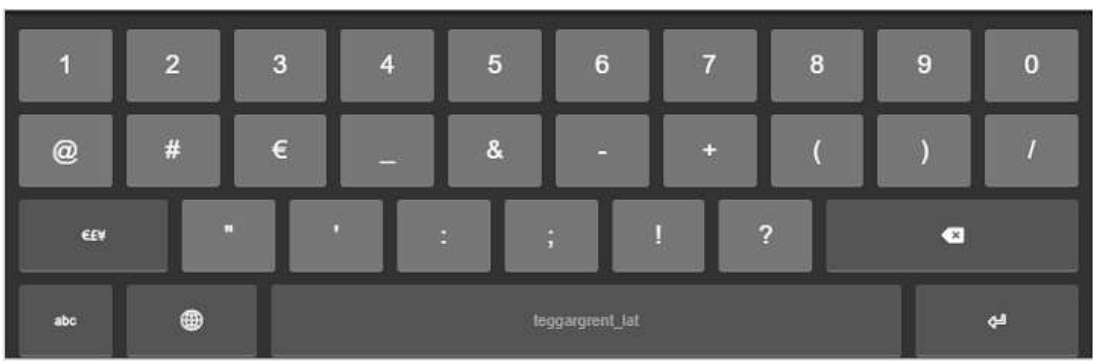 1 2 3 4 5 6 7 8 9 0
@ # € _ & - + ( ) /
€£¥ " ' : ; ! ?
abc teggargrent_lat